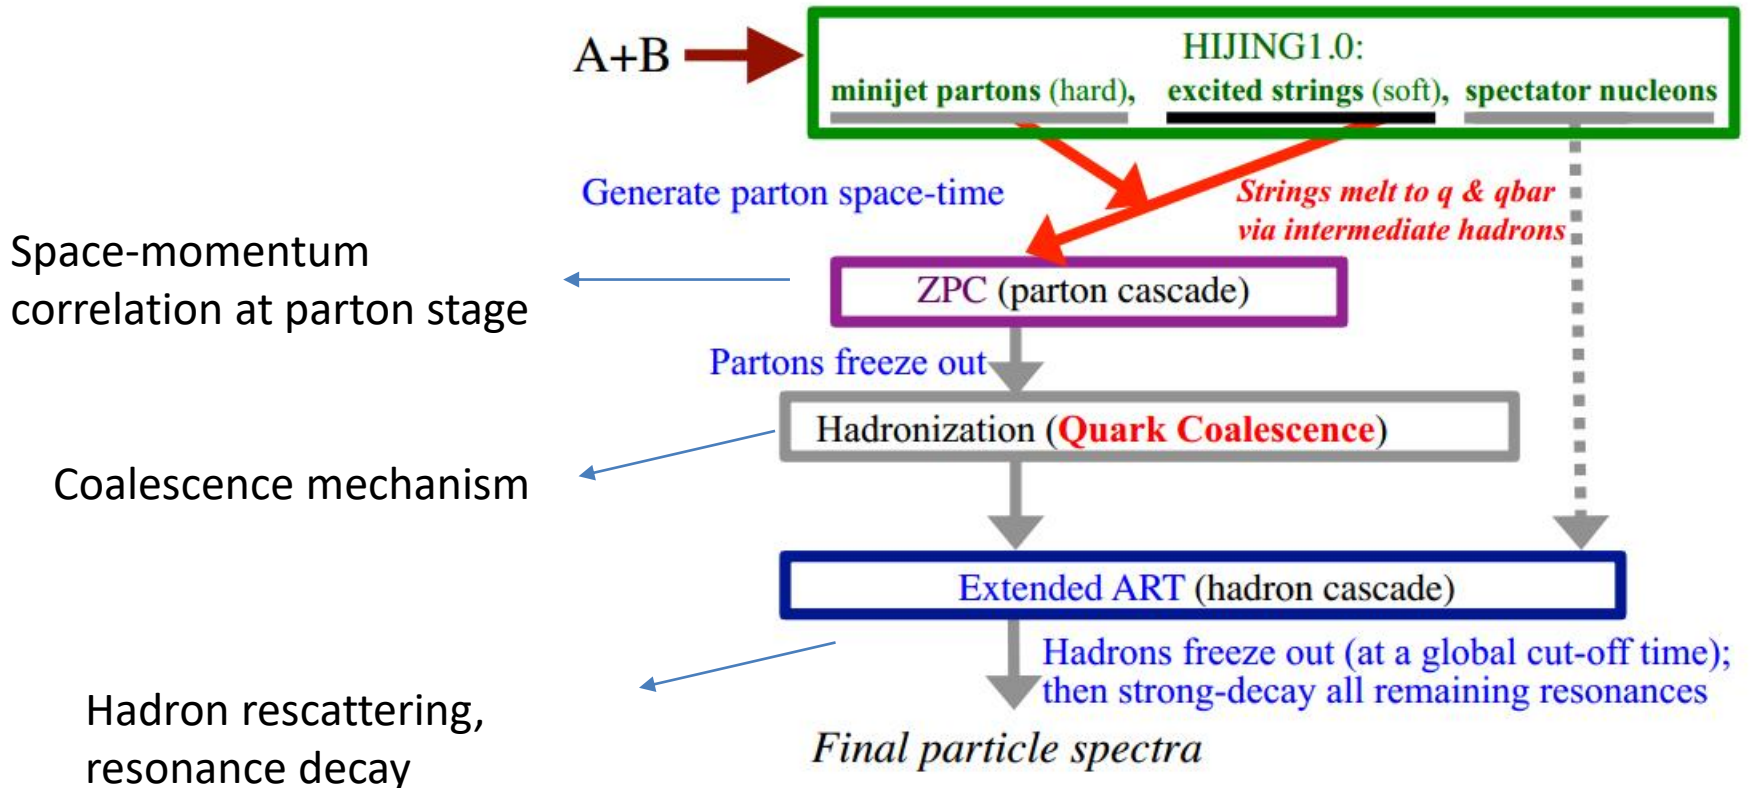 A+B
HIJING1.0:
minijet partons (hard), excited strings (soft), spectator nucleons
Generate parton space-time
Strings melt to q & qbar
via intermediate hadrons
Space-momentum
correlation at parton stage
ZPC (parton cascade)
Partons freeze out
Hadronization (Quark Coalescence)
Coalescence mechanism
Extended ART (hadron cascade)
Hadrons freeze out (at a global cut-off time);
then strong-decay all remaining resonances
Hadron rescattering,
resonance decay
Final particle spectra